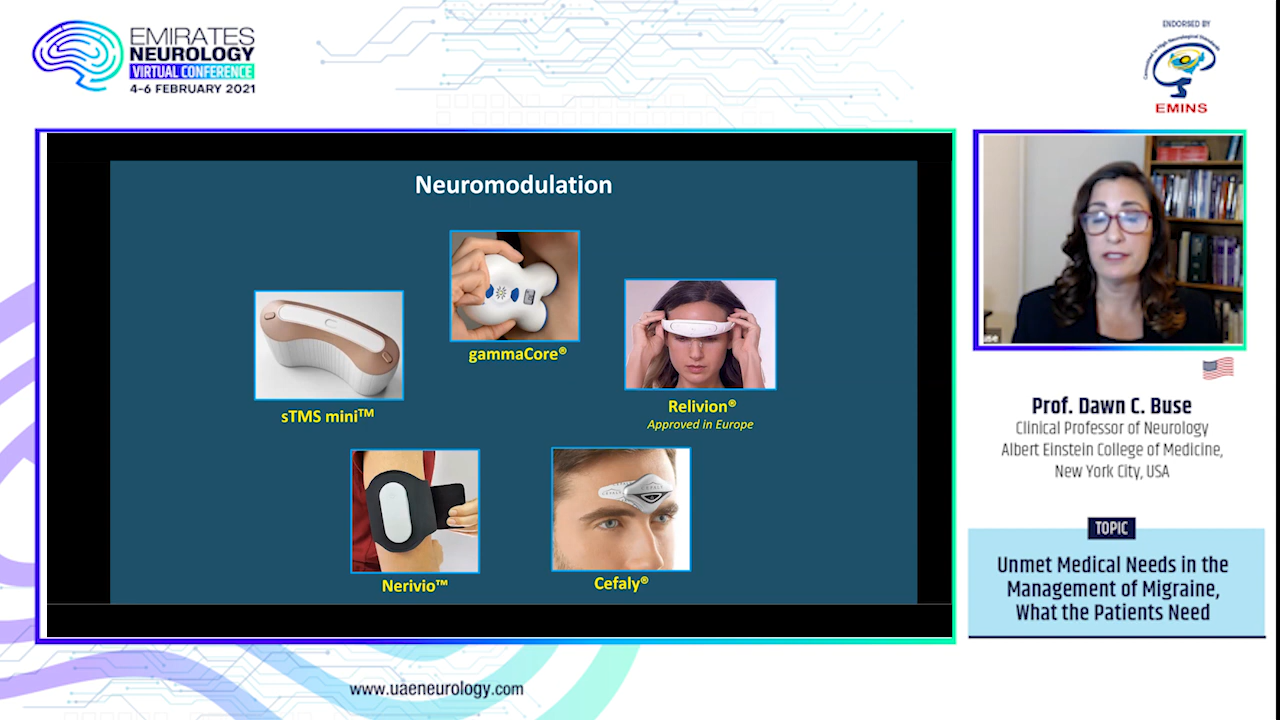 EMIRATES
NEUROLOGY
VIRTUAL CONFERENCE
4-6 FEBRUARY 2021
ENDORSED BY
EMINS
Neuromodulation
gammaCore®
sTMS mini™
Relivion®
Approved in Europe
Nerivio™
Cefaly®
Prof. Dawn C. Buse
Clinical Professor of Neurology
Albert Einstein College of Medicine,
New York City, USA
TOPIC
Unmet Medical Needs in the
Management of Migraine,
What the Patients Need
www.uaeneurology.com